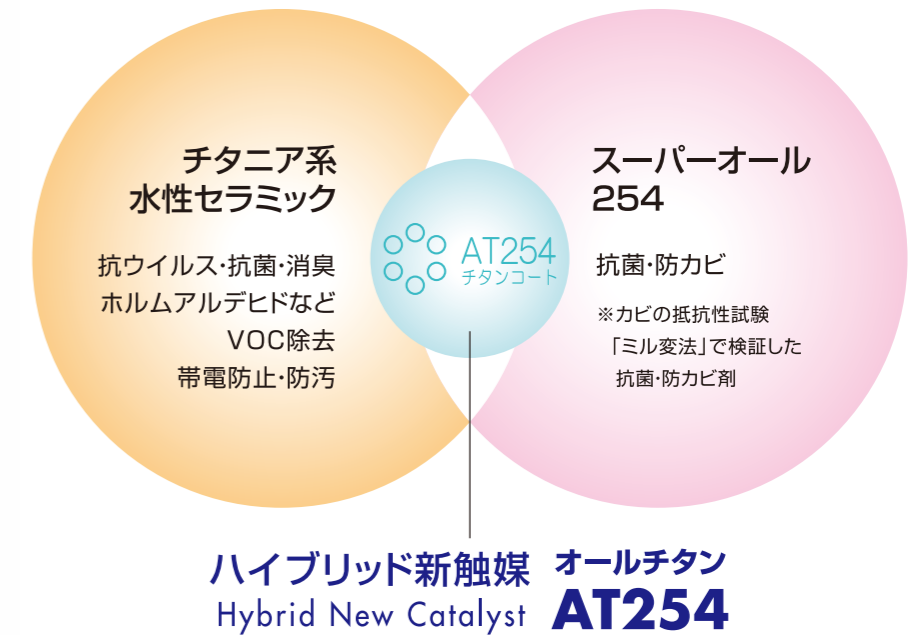 チタニア系
水性セラミック
抗ウイルス・抗菌・消臭
ホルムアルデヒドなど
VOC除去
帯電防止・防汚
AT254
チタンコート
スーパーオール
254
抗菌・防カビ
※カビの抵抗性試験
「ミル変法」で検証した
抗菌・防カビ剤
ハイブリッド新触媒
Hybrid New Catalyst
オールチタン
AT254